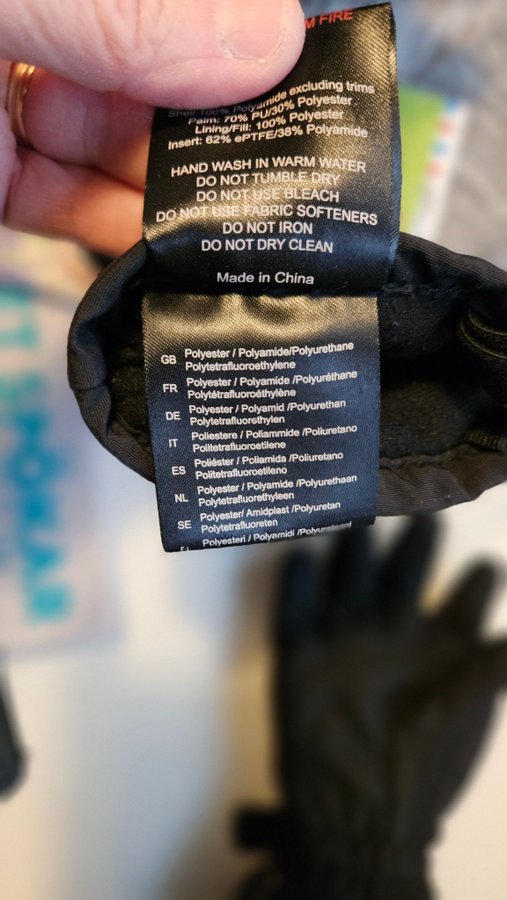 M FIRE
Shell: 100% Polyamide excluding trims
Palm: 70% PU/30% Polyester
Lining/Fill: 100% Polyester
Insert: 62% ePTFE/38% Polyamide
HAND WASH IN WARM WATER
DO NOT TUMBLE DRY
DO NOT USE BLEACH
DO NOT USE FABRIC SOFTENERS
DO NOT IRON
DO NOT DRY CLEAN
Made in China
GB Polyester / Polyamide/Polyurethane
Polytetrafluoroethylene
FR Polyester / Polyamide /Polyuréthane
Polytétrafluoroéthylène
DE Polyester / Polyamid /Polyurethan
Polytetrafluorethylen
IT Poliestere / Poliammide /Poliuretano
Politetrafluoroetilene
ES Poliéster / Poliamida /Poliuretano
Politetrafluoroetileno
NL Polyester / Polyamide /Polyurethaan
Polytetrafluorethyleen
SE Polyester/ Amidplast /Polyuretan
Polytetrafluoreten
Polyesteri / Polyamidi /Polyuretaani